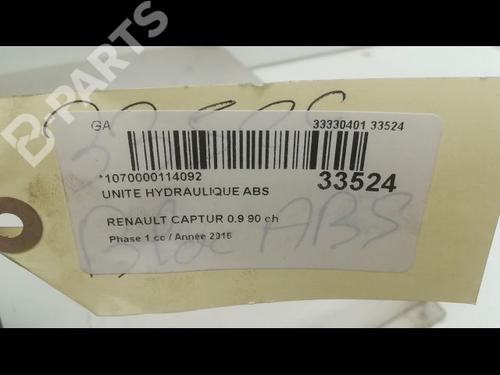 B-PARTS
GA
33330401 33524
*1070000114092
33524
UNITE HYDRAULIQUE ABS
RENAULT CAPTUR 0.9 90 ch
Phase 1 cc / Année 2016
Bloc ABS